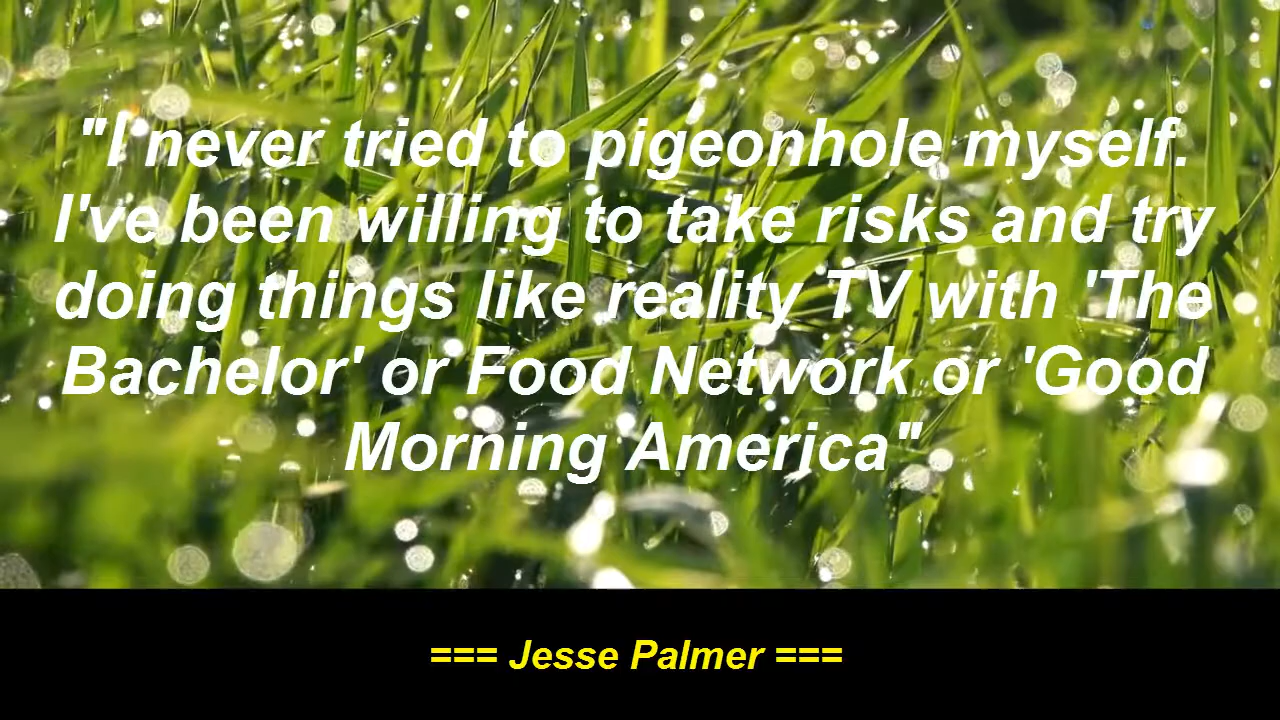 "I never tried to pigeonhole myself.
I've been willing to take risks and try
doing things like reality TV with 'The
Bachelor' or Food Network or 'Good
Morning America"
=== Jesse Palmer ===